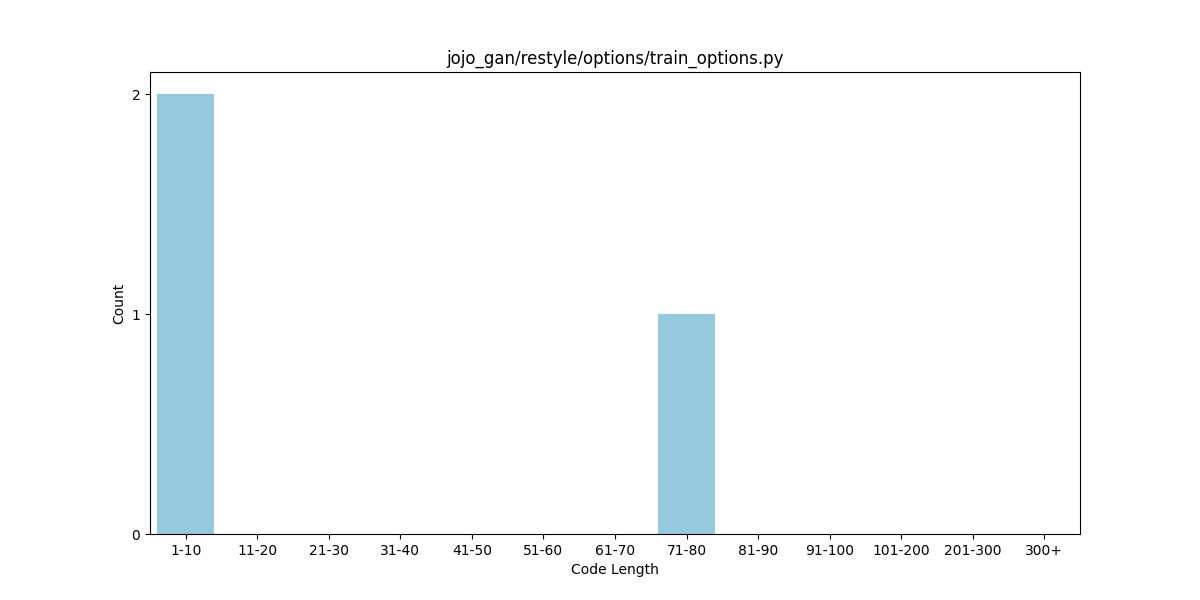 jojo_gan/restyle/options/train_options.py
2
1
0
Count
1-10 11-20 21-30 31-40 41-50 51-60 61-70 71-80 81-90 91-100 101-200 201-300 300+
Code Length